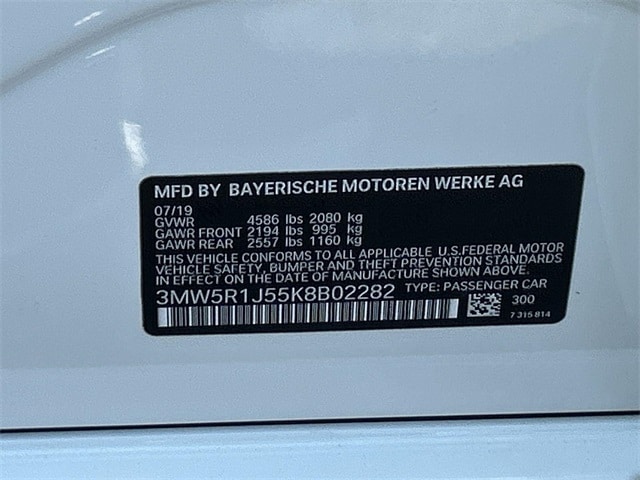 MFD BY BAYERISCHE MOTOREN WERKE AG
07/19
GVWR 4586 lbs 2080 kg
GAWR FRONT 2194 lbs 995 kg
GAWR REAR 2557 lbs 1160 kg
THIS VEHICLE CONFORMS TO ALL APPLICABLE U.S.FEDERAL MOTOR
VEHICLE SAFETY, BUMPER AND THEFT PREVENTION STANDARDS
IN EFFECT ON THE DATE OF MANUFACTURE SHOWN ABOVE.
3MW5R1J55K8B02282 TYPE: PASSENGER CAR
300
7 315 814